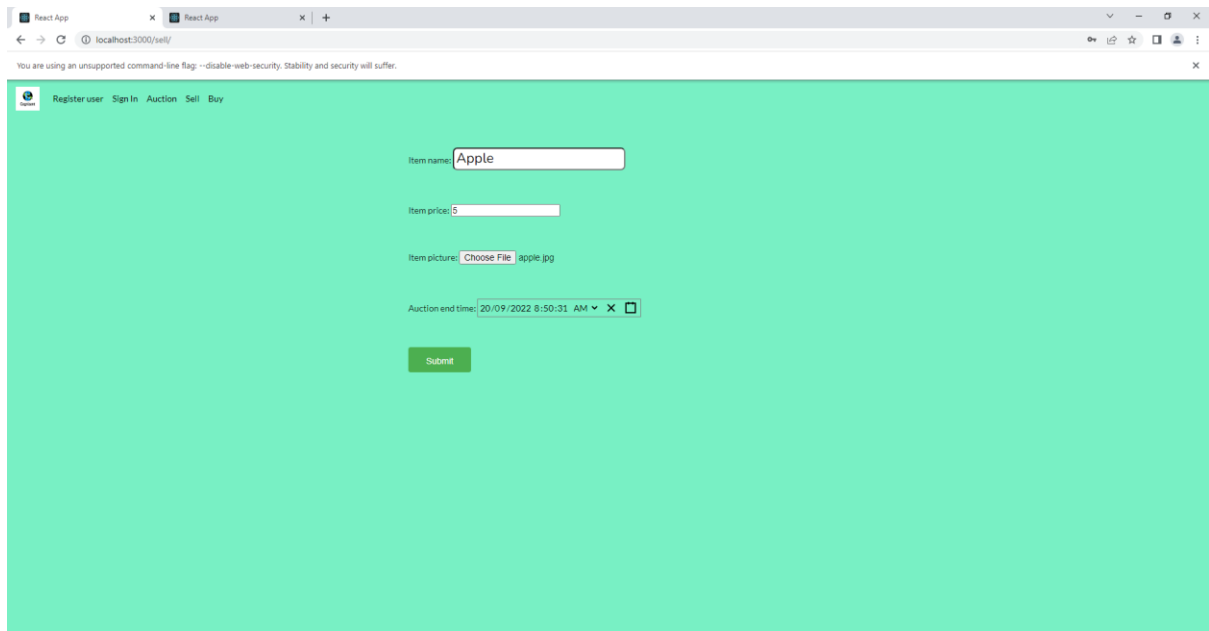 React App React App
localhost:3000/sell/
You are using an unsupported command-line flag: --disable-web-security. Stability and security will suffer.
Register user Sign In Auction Sell Buy
Item name: Apple
Item price: 5
Item picture: Choose File apple.jpg
Auction end time: 20/09/2022 8:50:31 AM
Submit